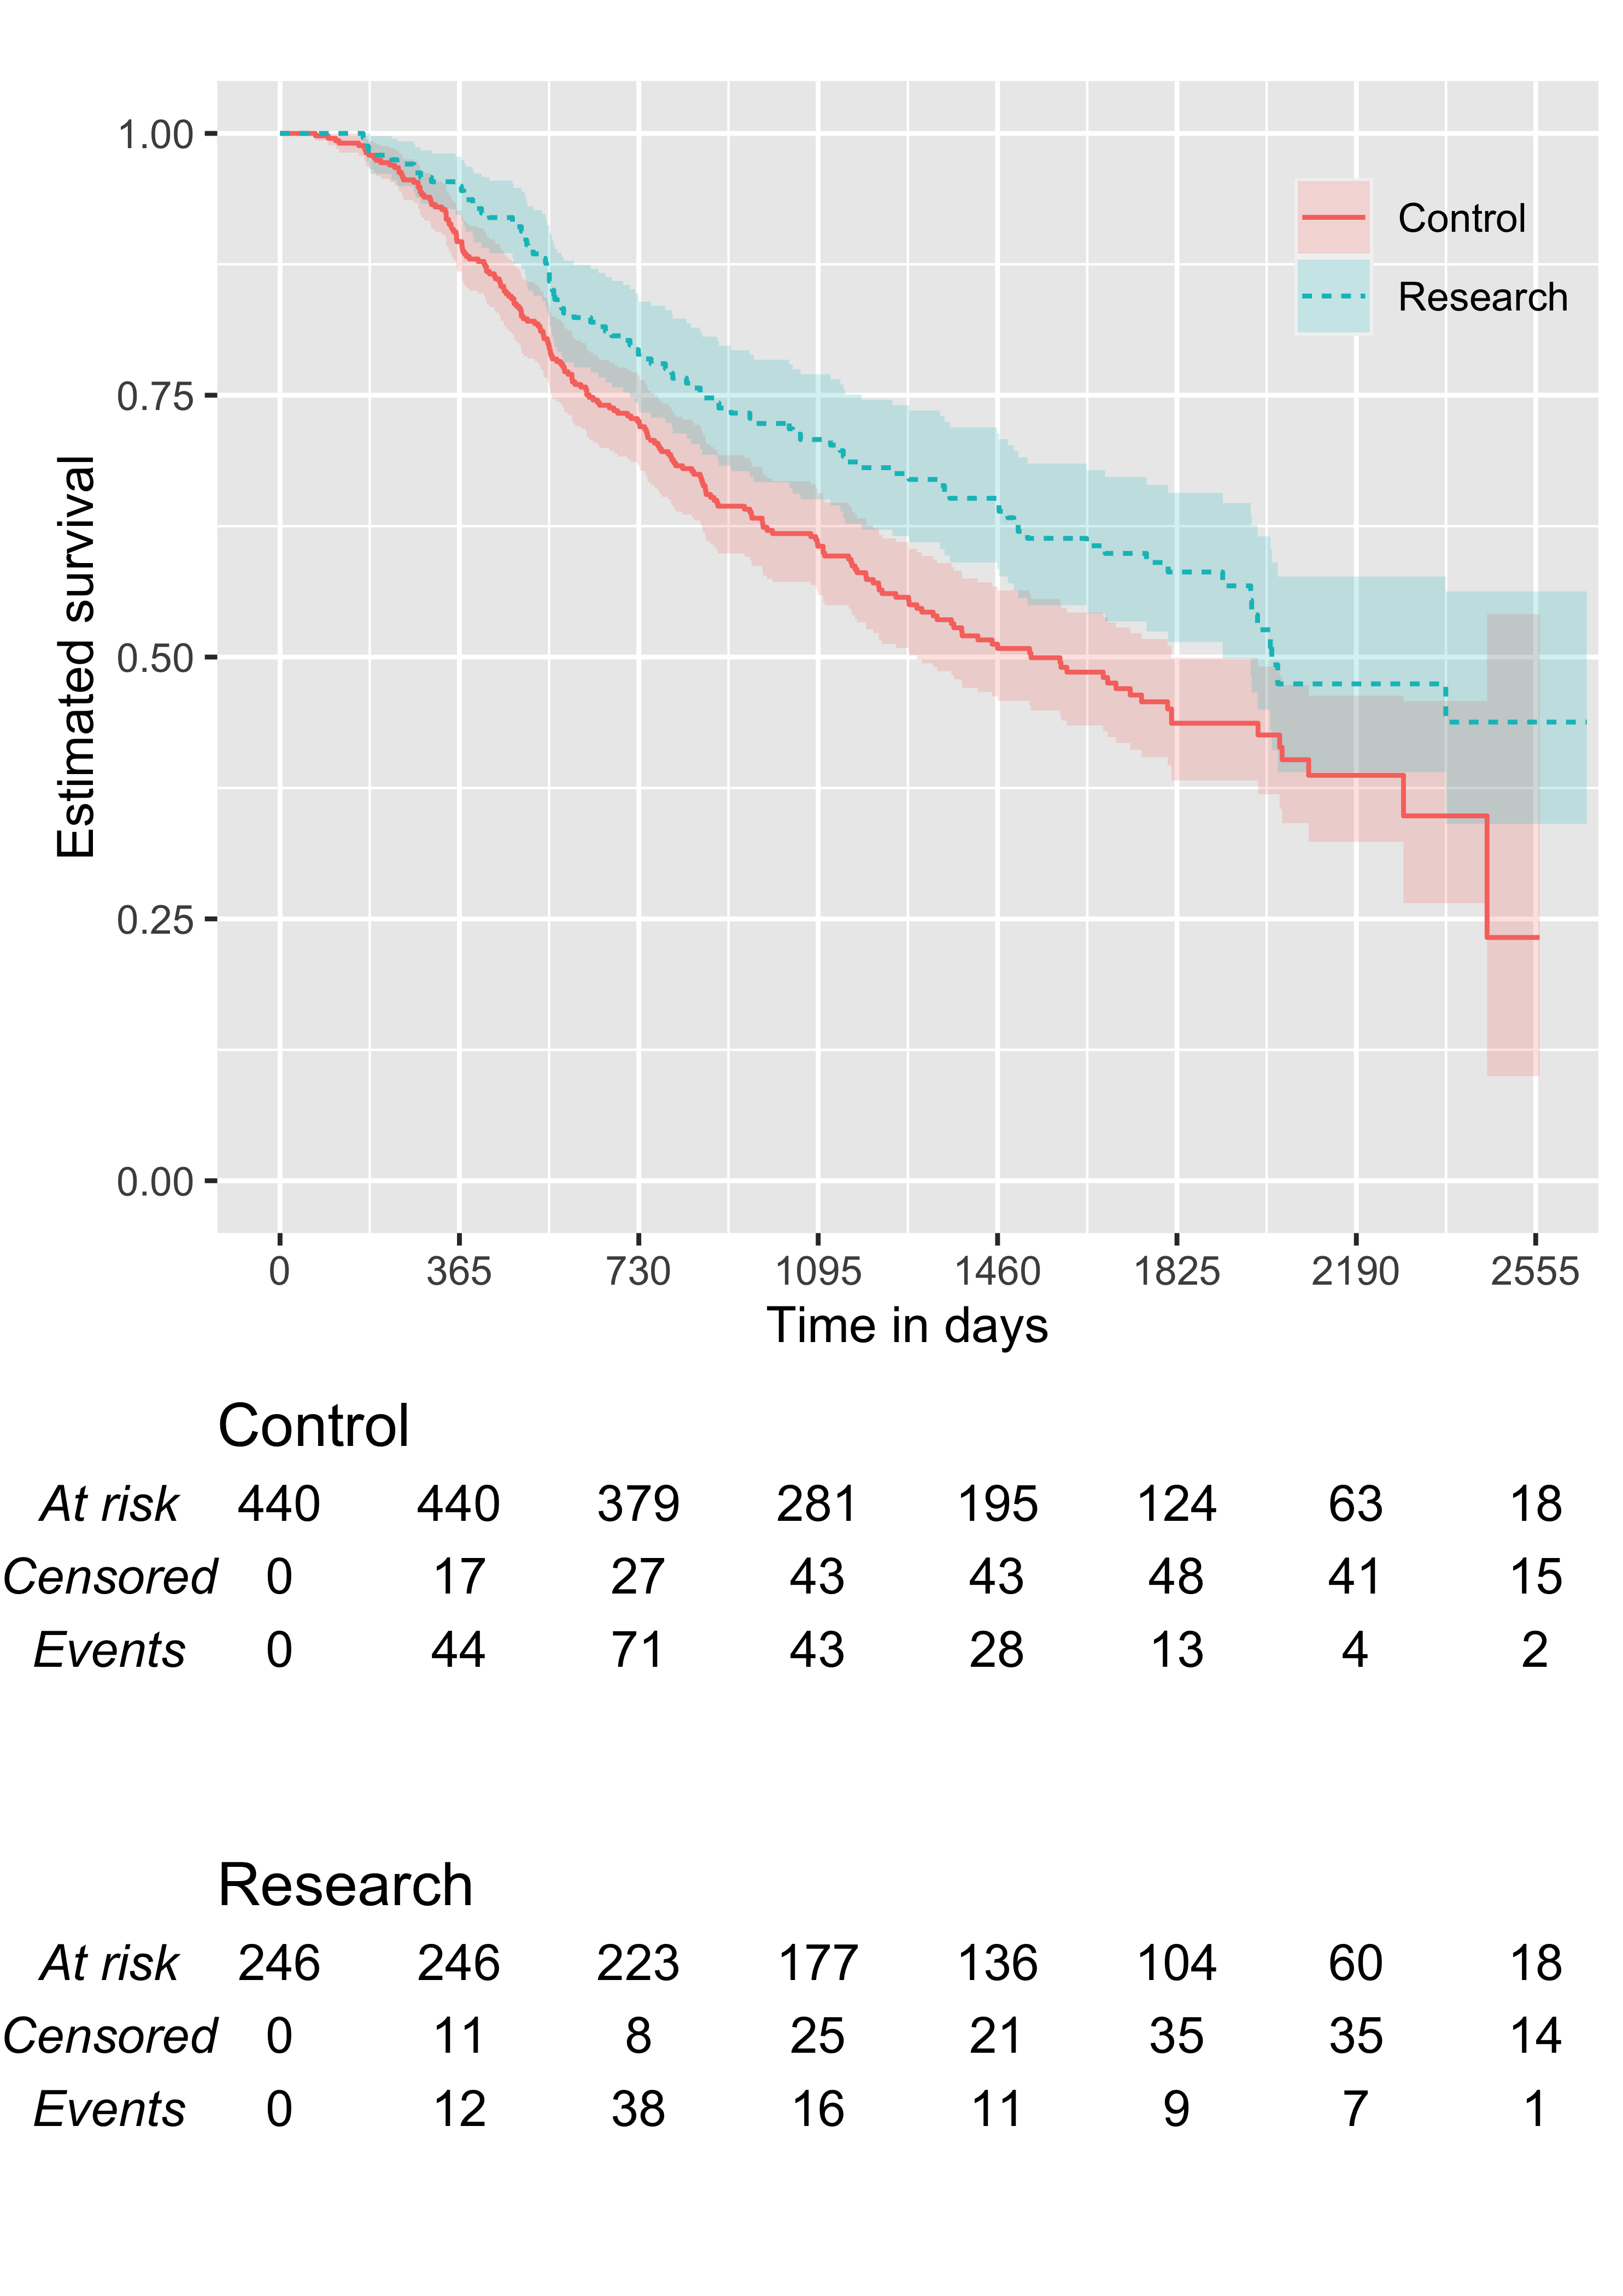 1.00
0.75
0.50
0.25
0.00
Estimated survival
Control
Research
0 365 730 1095 1460 1825 2190 2555
Time in days
Control
At risk 440 440 379 281 195 124 63 18
Censored 0 17 27 43 43 48 41 15
Events 0 44 71 43 28 13 4 2
Research
At risk 246 246 223 177 136 104 60 18
Censored 0 11 8 25 21 35 35 14
Events 0 12 38 16 11 9 7 1